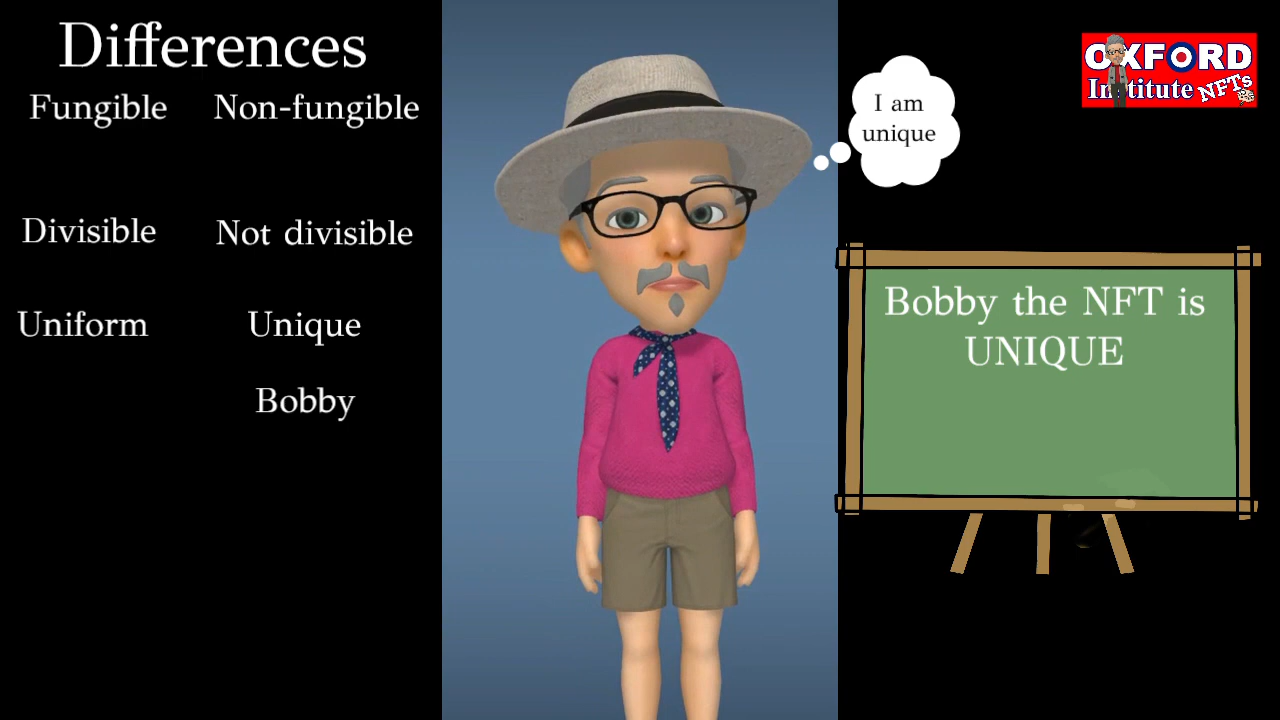 Differences
Fungible Non-fungible
Divisible Not divisible
Uniform Unique
Bobby
I am
unique
Bobby the NFT is
UNIQUE
OXFORD
Institute NFTs